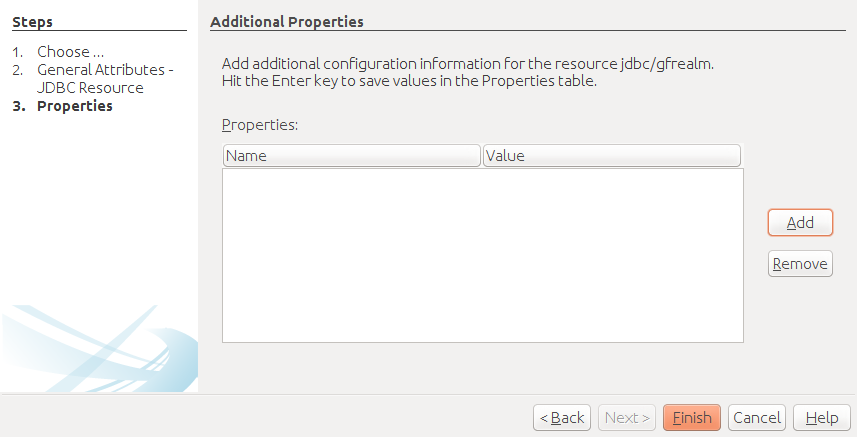 Steps
1. Choose ...
2. General Attributes -
JDBC Resource
3. Properties
Additional Properties
Add additional configuration information for the resource jdbc/gfrealm.
Hit the Enter key to save values in the Properties table.
Properties:
Name Value
Add
Remove
< Back Next > Finish Cancel Help